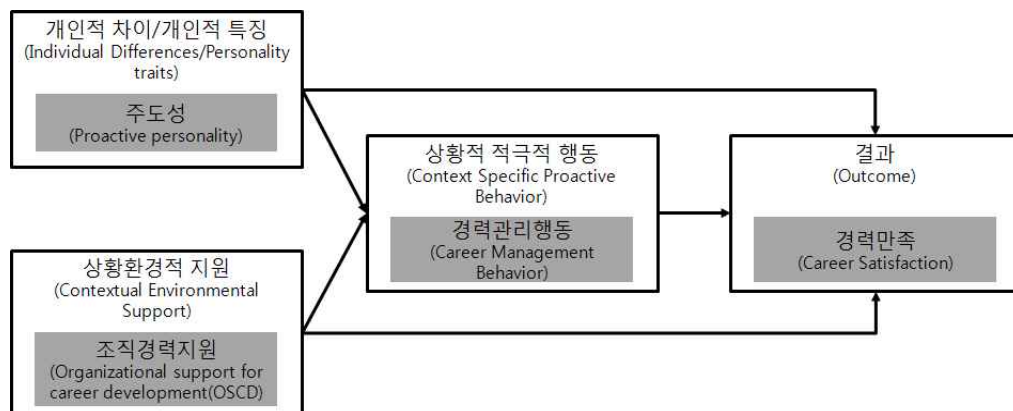 개인적 차이/개인적 특징
(Individual Differences/Personality
traits)
주도성
(Proactive personality)
상황환경적 지원
(Contextual Environmental
Support)
조직경력지원
(Organizational support for
career development(OSCD)
상황적 적극적 행동
(Context Specific Proactive
Behavior)
경력관리행동
(Career Management
Behavior)
결과
(Outcome)
경력만족
(Career Satisfaction)